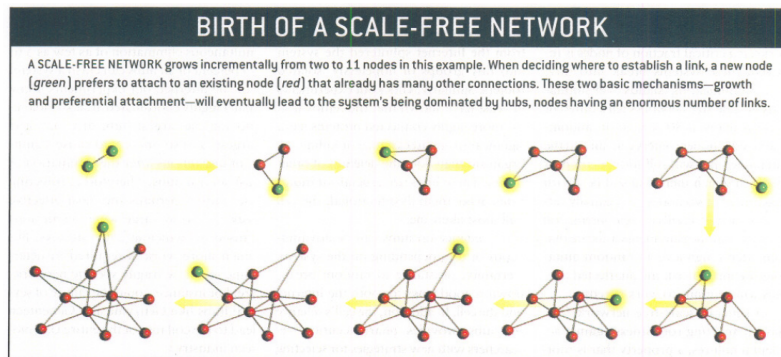 BIRTH OF A SCALE-FREE NETWORK
A SCALE-FREE NETWORK grows incrementally from two to 11 nodes in this example. When deciding where to establish a link, a new node
(green) prefers to attach to an existing node (red) that already has many other connections. These two basic mechanisms—growth
and preferential attachment—will eventually lead to the system's being dominated by hubs, nodes having an enormous number of links.